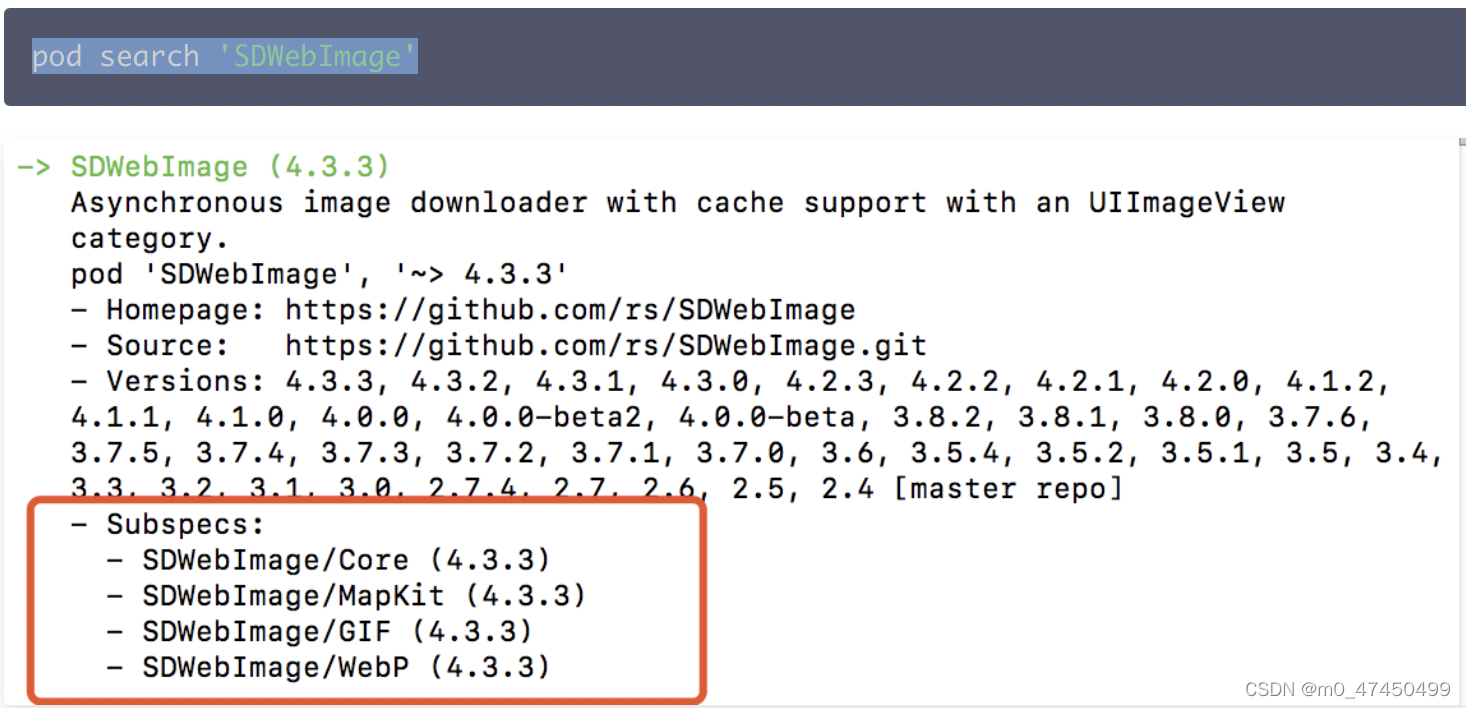 pod search 'SDWebImage'
-> SDWebImage (4.3.3)
Asynchronous image downloader with cache support with an UIImageView
category.
pod 'SDWebImage', '~> 4.3.3'
- Homepage: https://github.com/rs/SDWebImage
- Source: https://github.com/rs/SDWebImage.git
- Versions: 4.3.3, 4.3.2, 4.3.1, 4.3.0, 4.2.3, 4.2.2, 4.2.1, 4.2.0, 4.1.2,
4.1.1, 4.1.0, 4.0.0, 4.0.0-beta2, 4.0.0-beta, 3.8.2, 3.8.1, 3.8.0, 3.7.6,
3.7.5, 3.7.4, 3.7.3, 3.7.2, 3.7.1, 3.7.0, 3.6, 3.5.4, 3.5.2, 3.5.1, 3.5, 3.4,
3.3, 3.2, 3.1, 3.0, 2.7.4, 2.7, 2.6, 2.5, 2.4 [master repo]
- Subspecs:
- SDWebImage/Core (4.3.3)
- SDWebImage/MapKit (4.3.3)
- SDWebImage/GIF (4.3.3)
- SDWebImage/WebP (4.3.3)
CSDN @m0_47450499